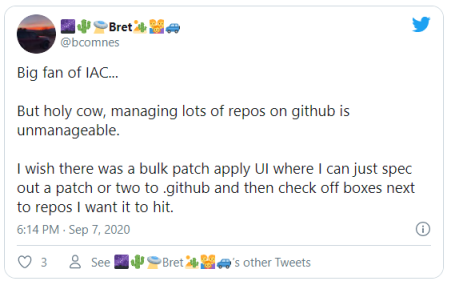 🌌🌵🛸Bret🏜👨‍👩‍👧🚙
@bcomnes
Big fan of IAC...
But holy cow, managing lots of repos on github is
unmanageable.
I wish there was a bulk patch apply UI where I can just spec
out a patch or two to .github and then check off boxes next
to repos I want it to hit.
6:14 PM · Sep 7, 2020
3 See 🌌🌵🛸Bret🏜👨‍👩‍👧🚙's other Tweets